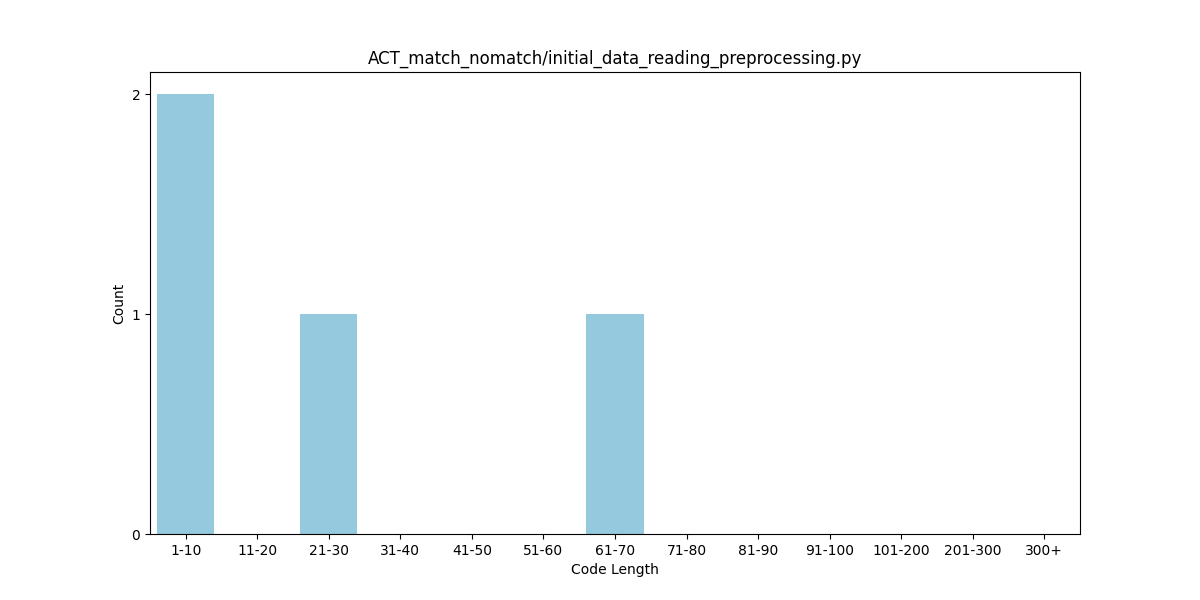 ACT_match_nomatch/initial_data_reading_preprocessing.py
2
1
0
Count
1-10 11-20 21-30 31-40 41-50 51-60 61-70 71-80 81-90 91-100 101-200 201-300 300+
Code Length